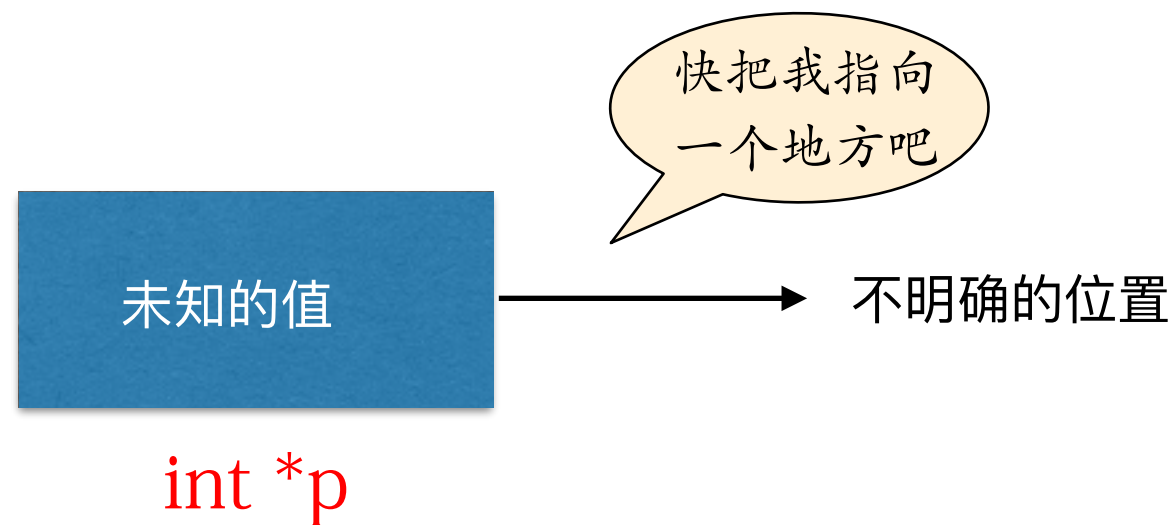 快把我指向
一个地方吧
未知的值
不明确的位置
int *p